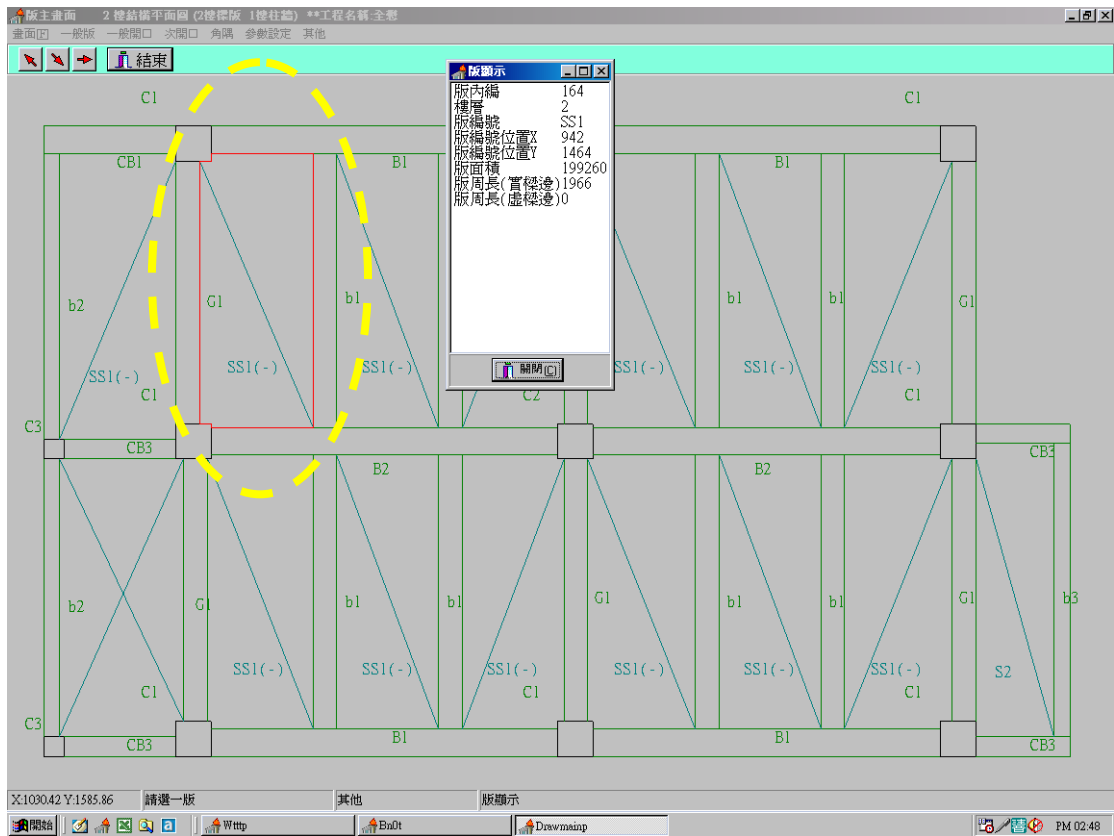 版主畫面 2 樓結構平面圖 (2樓樑版 1樓柱牆) **工程名稱:全懋
畫面[F] 一般版 一般開口 次開口 角隅 參數設定 其他
結束
版顯示
版內編 164
樓層 2
版編號 SS1
版編號位置X 942
版編號位置Y 1464
版面積 199260
版周長(實樑邊)1966
版周長(虛樑邊)0
關閉(C)
C1 C1
CB1 B1 B1
b2 G1 b1 b1 b1 G1
SS1(-) SS1(-) SS1(-) SS1(-) SS1(-) SS1(-)
C1 C2 C1
C3 CB3 CB3
B2 B2
b2 G1 b1 b1 G1 b1 b1 G1 b3
SS1(-) SS1(-) SS1(-) SS1(-) SS1(-) SS1(-) S2
C1 C1 C1
C3 CB3 B1 B1 CB3
X:1030.42 Y:1585.86 請選一版 其他 版顯示
開始 Wtttp Bn0t Drawmainp PM 02:48